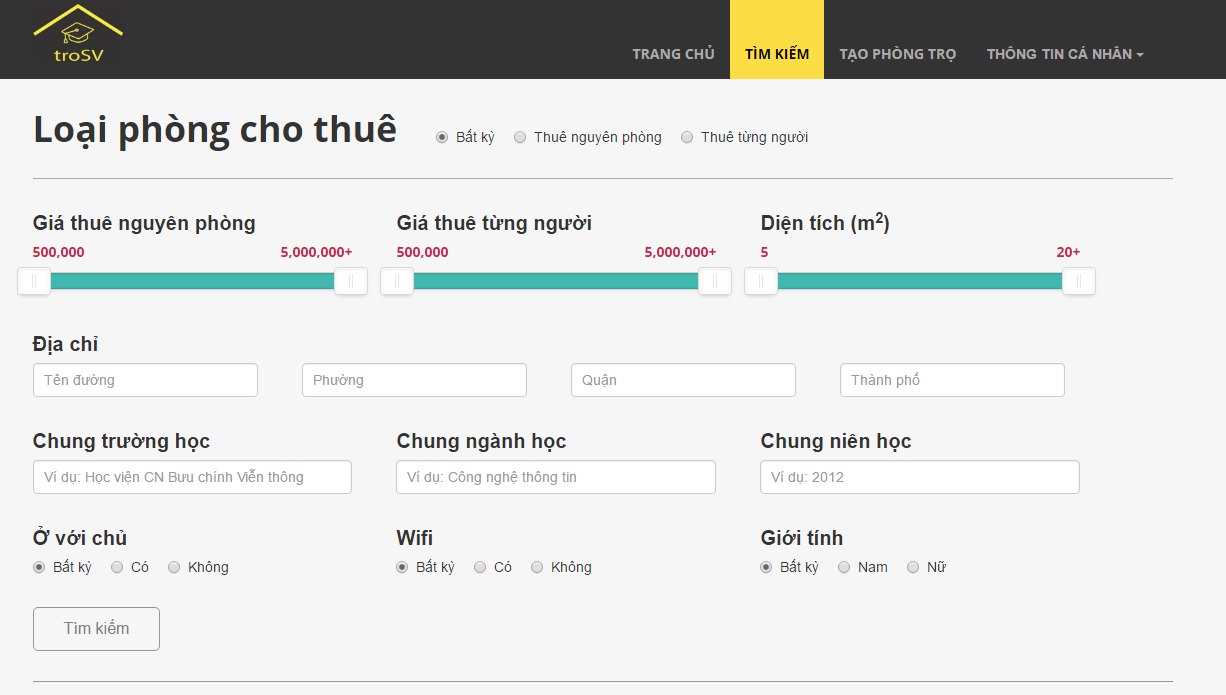 troSV
TRANG CHỦ TÌM KIẾM TẠO PHÒNG TRỌ THÔNG TIN CÁ NHÂN
Loại phòng cho thuê Bất kỳ Thuê nguyên phòng Thuê từng người
Giá thuê nguyên phòng Giá thuê từng người Diện tích (m²)
500,000 5,000,000+ 500,000 5,000,000+ 5 20+
Địa chỉ
Tên đường Phường Quận Thành phố
Chung trường học Chung ngành học Chung niên học
Ví dụ: Học viện CN Bưu chính Viễn thông Ví dụ: Công nghệ thông tin Ví dụ: 2012
Ở với chủ Wifi Giới tính
Bất kỳ Có Không Bất kỳ Có Không Bất kỳ Nam Nữ
Tìm kiếm